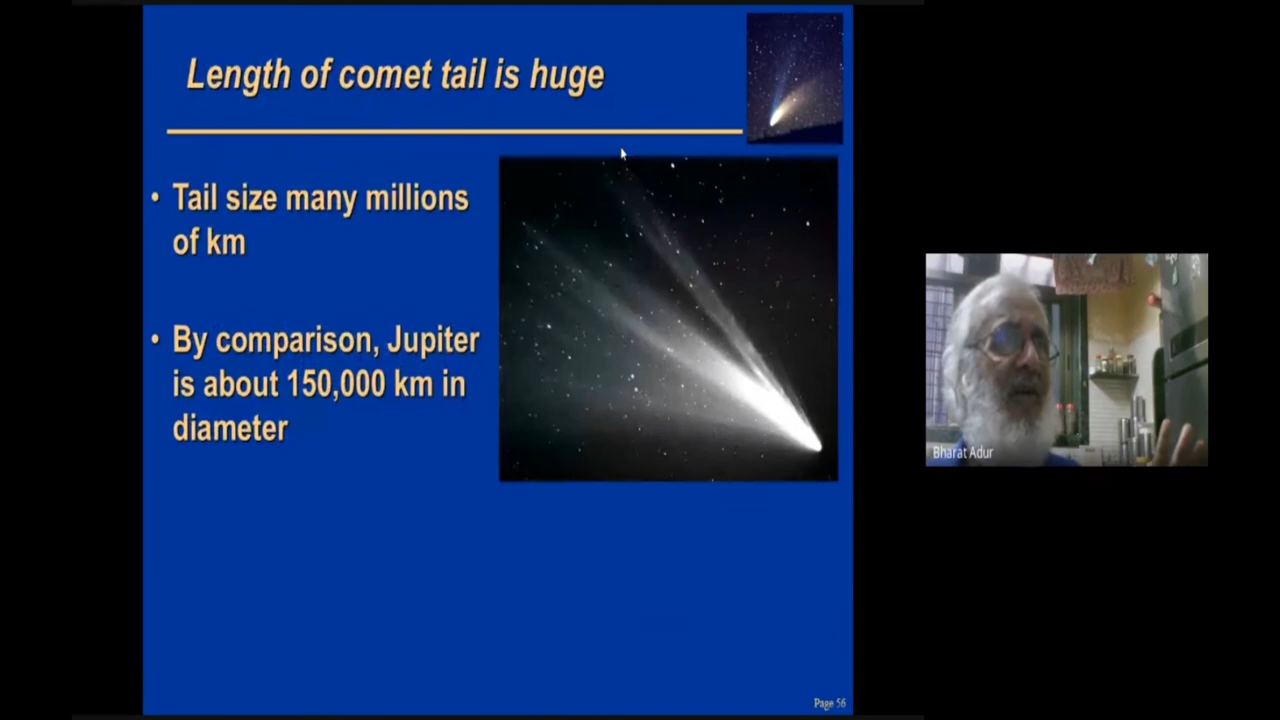 Length of comet tail is huge
• Tail size many millions
of km
• By comparison, Jupiter
is about 150,000 km in
diameter
Bharat Adur
Page 56